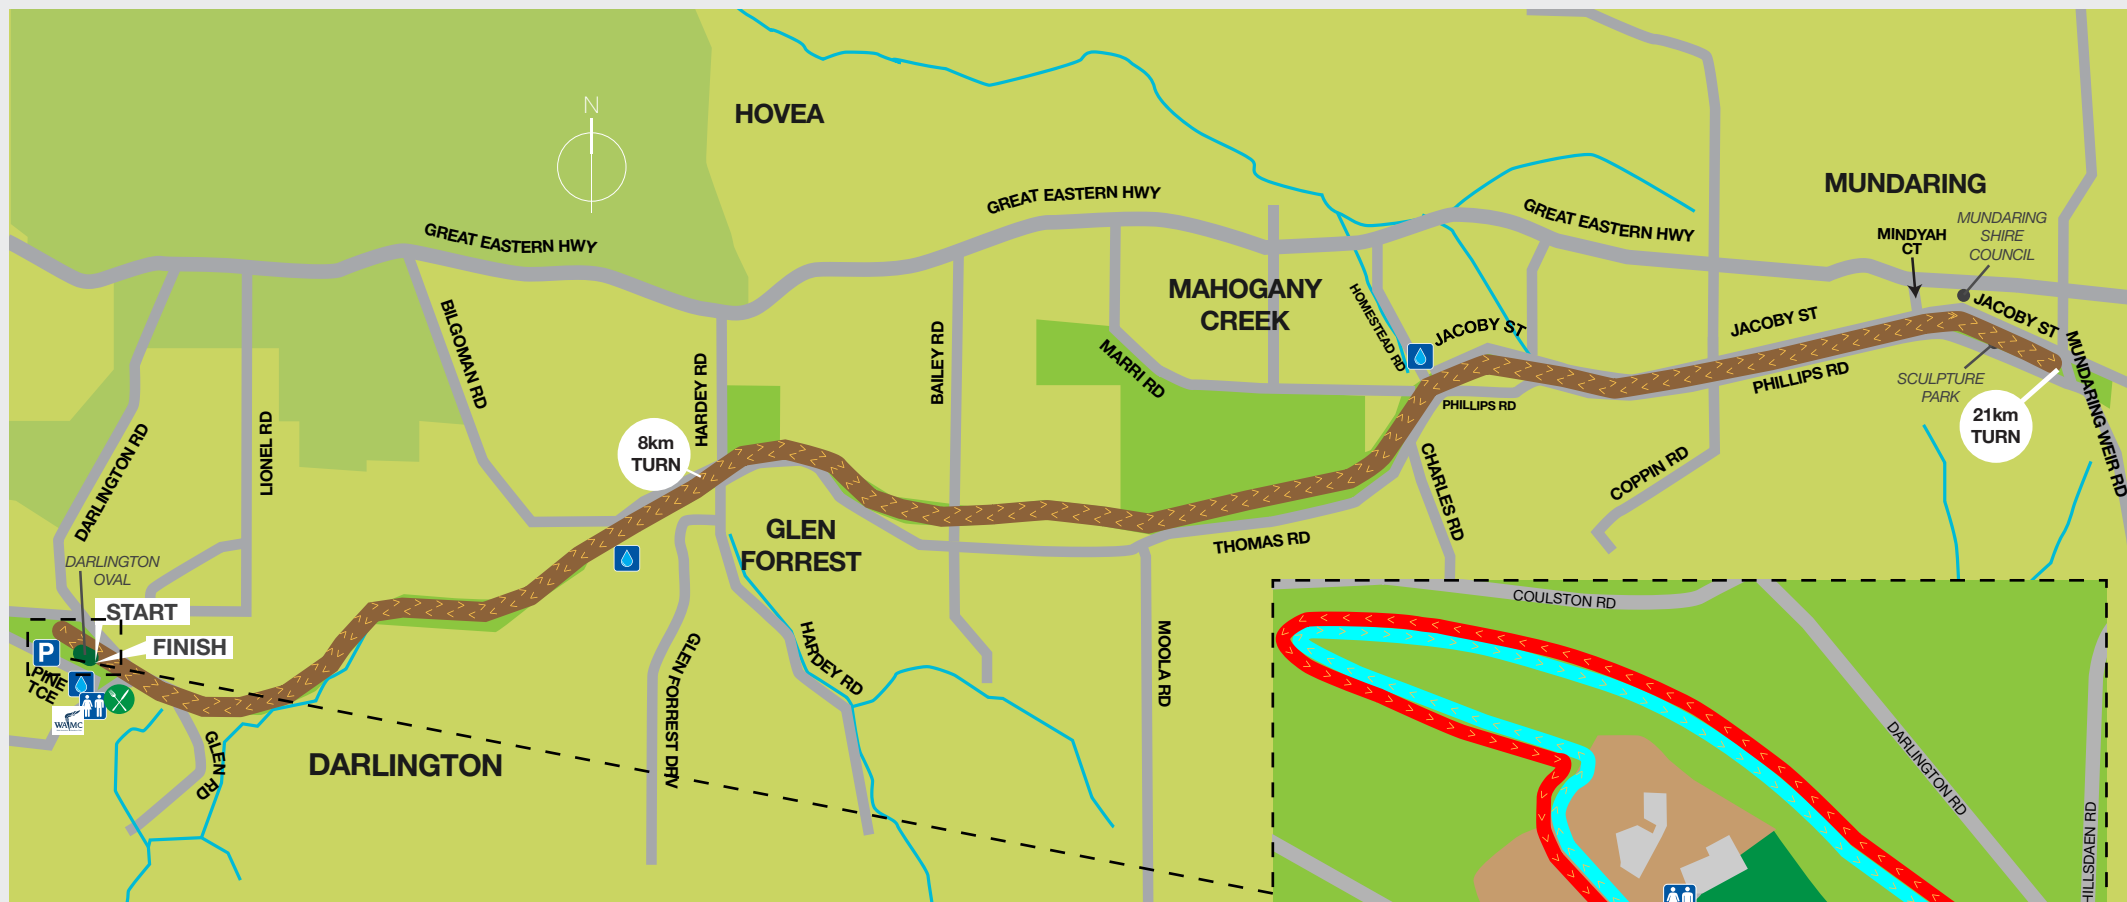 N
HOVEA
GREAT EASTERN HWY
GREAT EASTERN HWY
GREAT EASTERN HWY
MUNDARING
MUNDARING
SHIRE
COUNCIL
MINDYAH
CT
MAHOGANY
CREEK
HOMESTEAD RD
JACOBY ST
JACOBY ST
JACOBY ST
BILGOMAN RD
HARDEY RD
BAILEY RD
MARRI RD
PHILLIPS RD
PHILLIPS RD
SCULPTURE
PARK
MUNDARING WEIR RD
21km
TURN
8km
TURN
DARLINGTON RD
LIONEL RD
CHARLES RD
COPPIN RD
GLEN
FORREST
THOMAS RD
DARLINGTON
OVAL
START
FINISH
P
PINE
TCE
WAMC
GLEN RD
DARLINGTON
GLEN FORREST DRV
HARDEY RD
MOOLA RD
COULSTON RD
DARLINGTON RD
HILLSDAEN RD